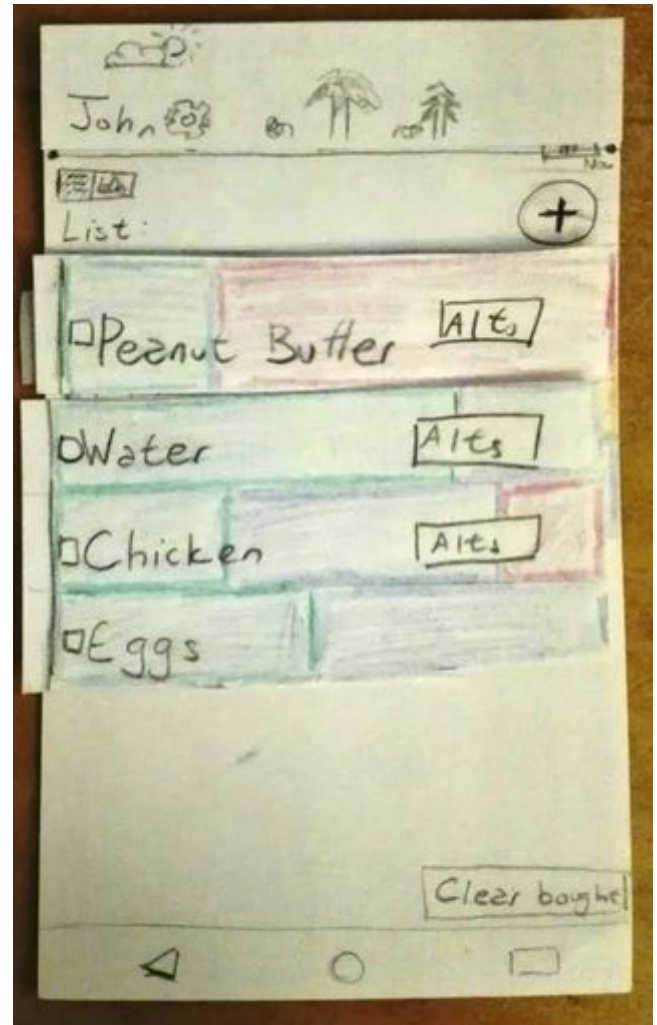 John
List:
+
Peanut Butter Alts
Water Alts
Chicken Alts
Eggs
Clear bought